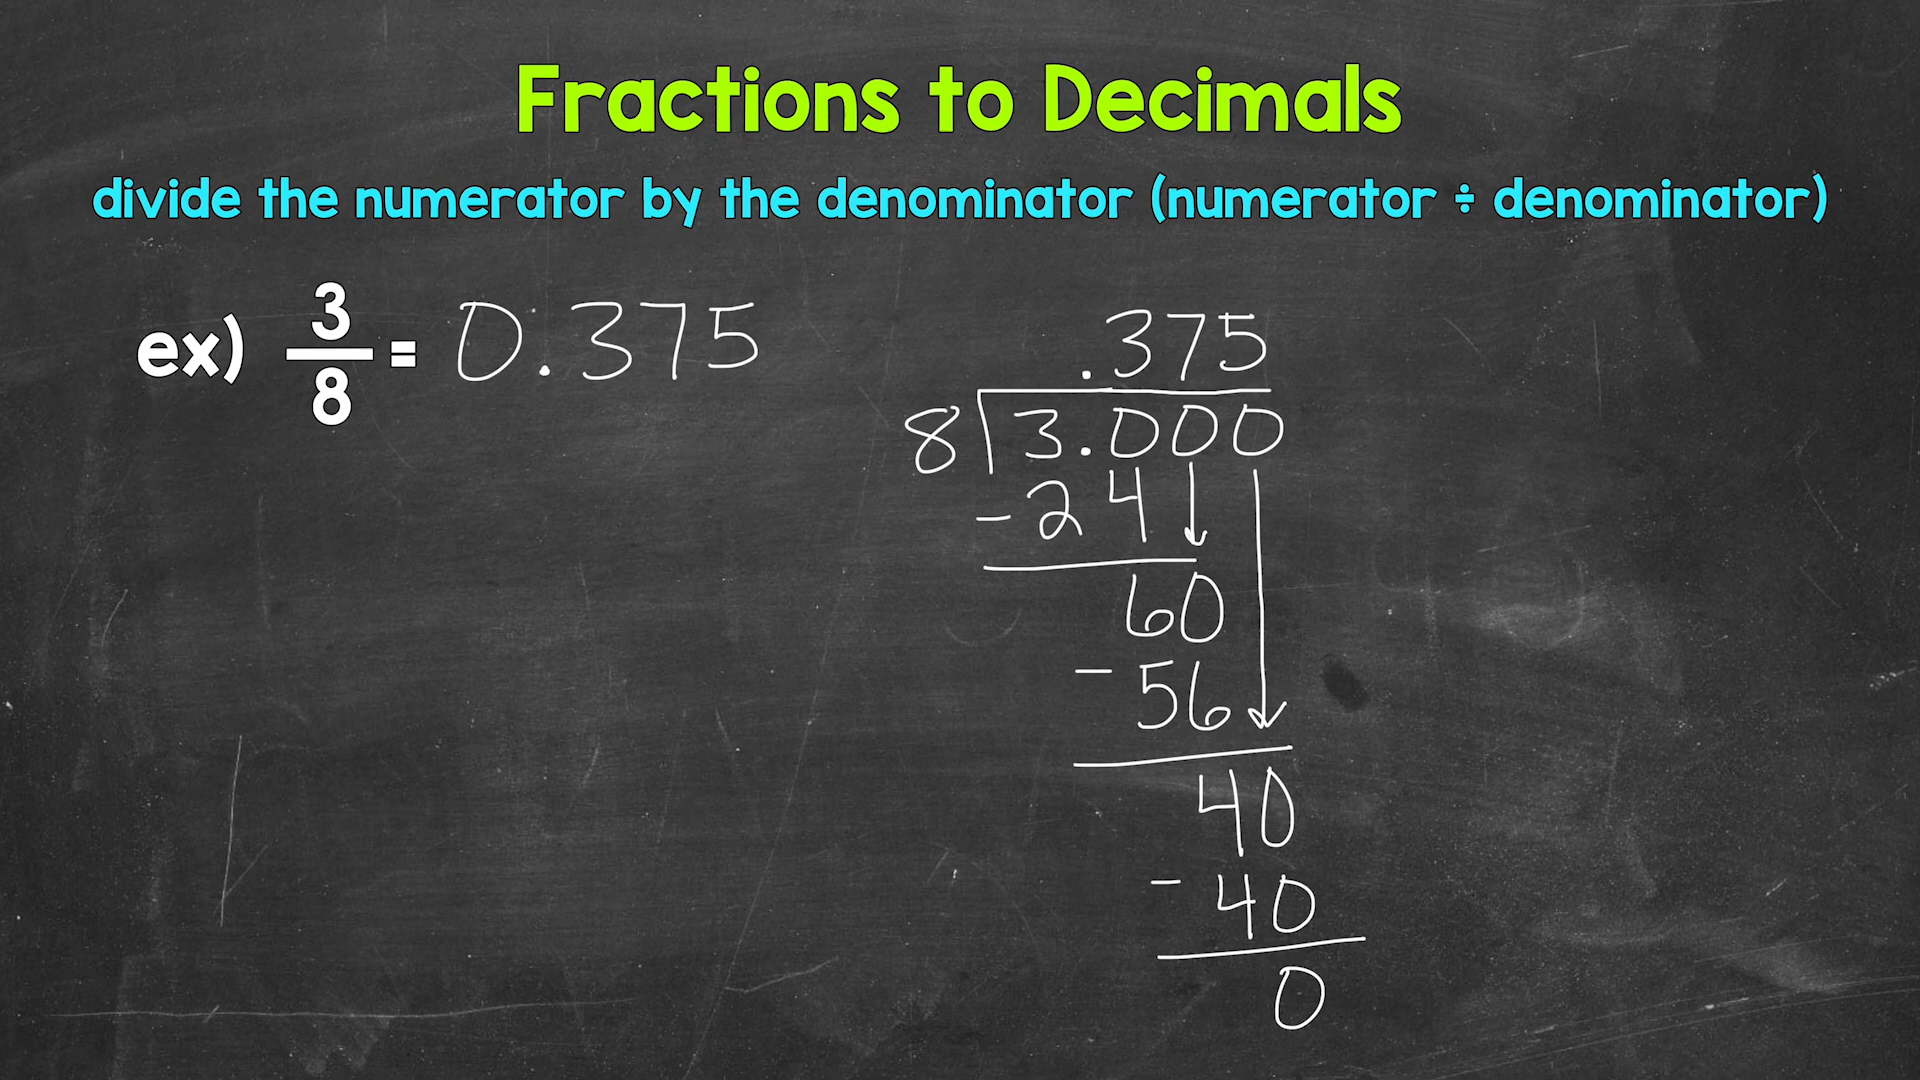 Fractions to Decimals
divide the numerator by the denominator (numerator ÷ denominator)
ex) 3/8 = 0.375
.375
8 3.000
- 24
60
- 56
40
- 40
0